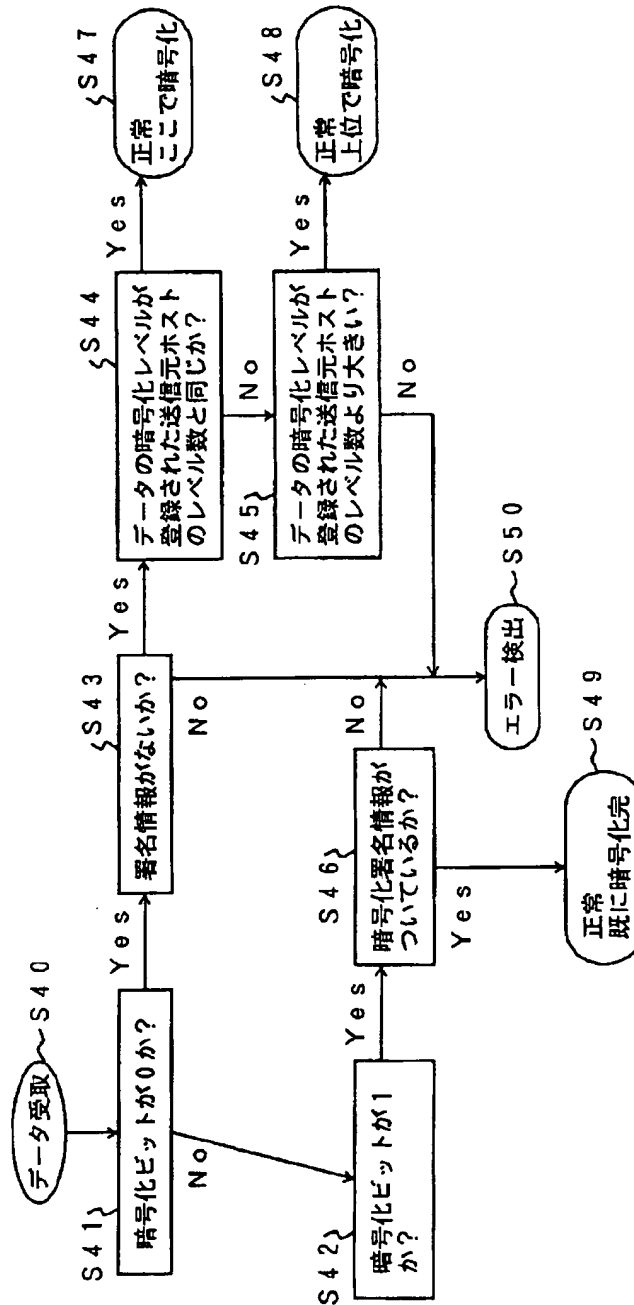 データ受取
S40
S41
暗号化ビットが0か?
Yes
No
S43
署名情報がないか?
Yes
No
S44
データの暗号化レベルが
登録された送信元ホスト
のレベル数と同じか?
Yes
No
S47
正常
ここで暗号化
S45
データの暗号化レベルが
登録された送信元ホスト
のレベル数より大きい?
Yes
No
S48
正常
上位で暗号化
S42
暗号化ビットが1
か?
Yes
S46
暗号化署名情報が
ついているか?
No
Yes
エラー検出
S50
正常
既に暗号化完
S49